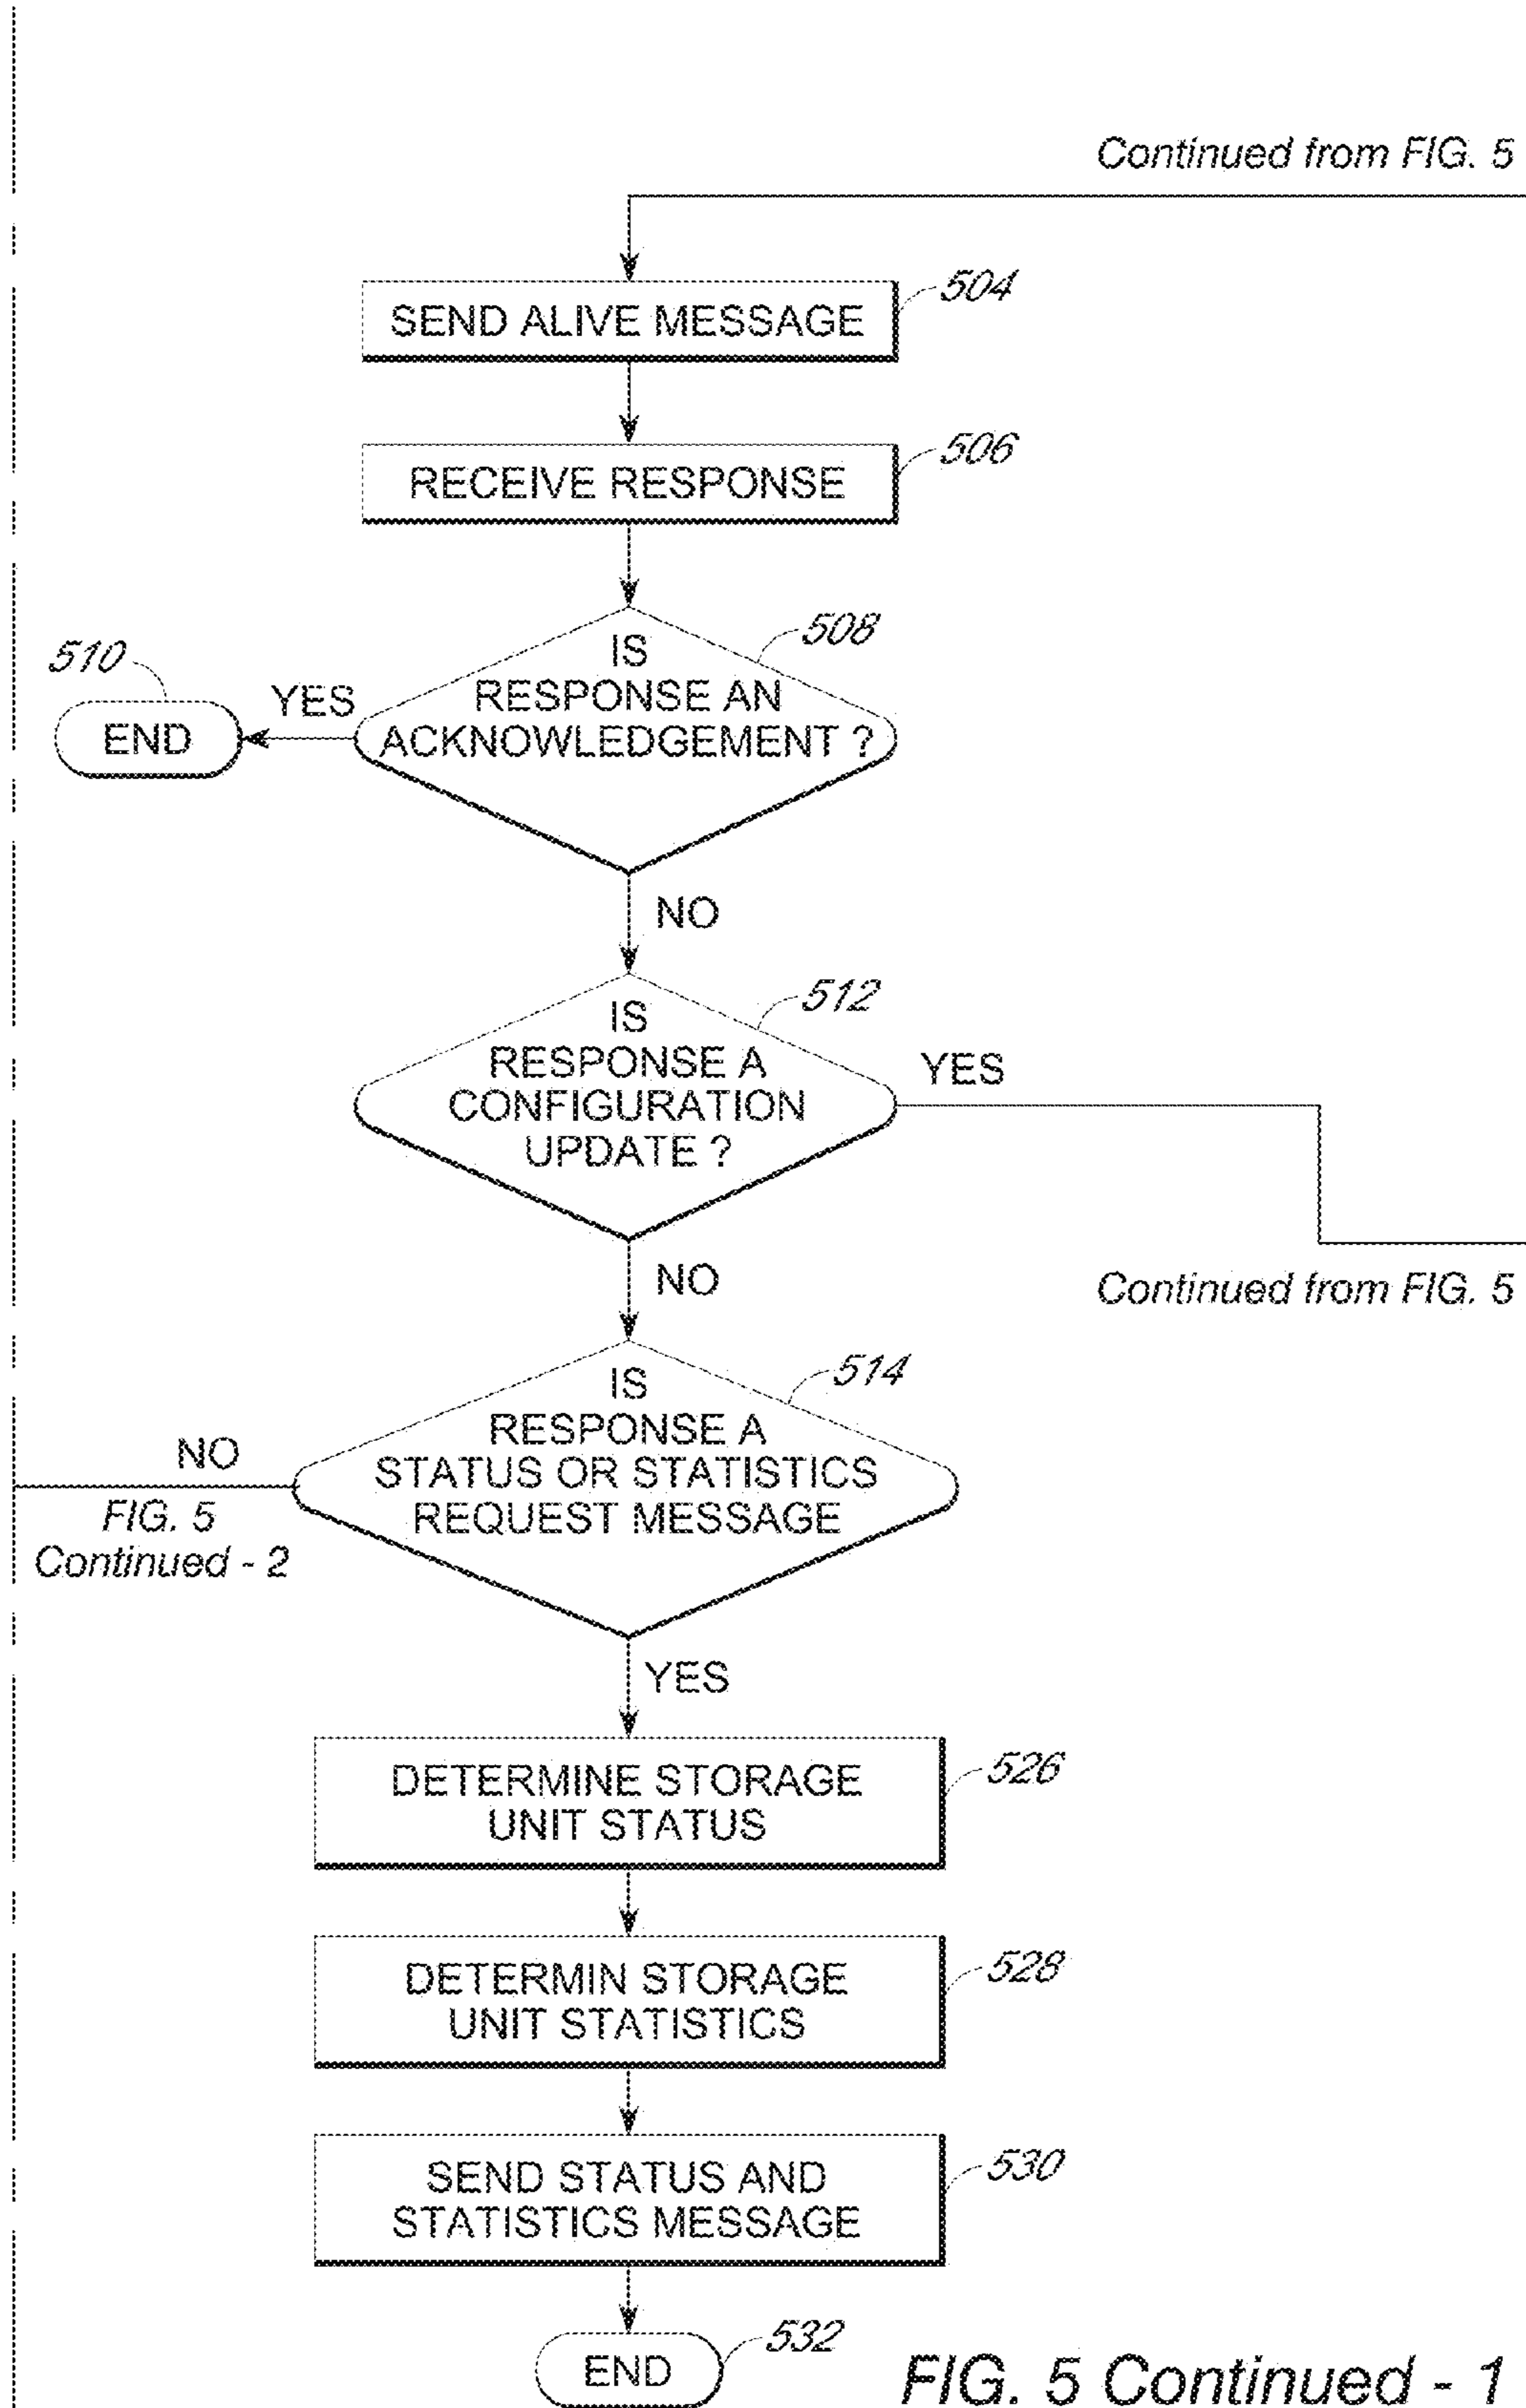 Continued from FIG. 5
504
SEND ALIVE MESSAGE
506
RECEIVE RESPONSE
508
IS
RESPONSE AN
ACKNOWLEDGEMENT ?
510
YES
END
NO
512
IS
RESPONSE A
CONFIGURATION
UPDATE ?
YES
Continued from FIG. 5
NO
514
IS
RESPONSE A
STATUS OR STATISTICS
REQUEST MESSAGE
NO
FIG. 5
Continued - 2
YES
526
DETERMINE STORAGE
UNIT STATUS
528
DETERMIN STORAGE
UNIT STATISTICS
530
SEND STATUS AND
STATISTICS MESSAGE
532
END
FIG. 5 Continued - 1